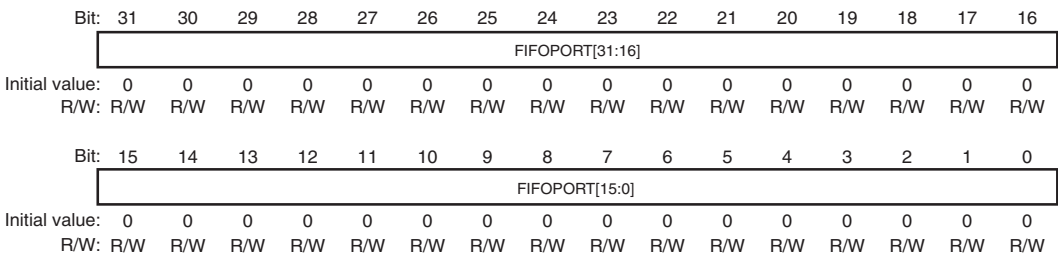 Bit: 31 30 29 28 27 26 25 24 23 22 21 20 19 18 17 16
FIFOPORT[31:16]
Initial value: 0 0 0 0 0 0 0 0 0 0 0 0 0 0 0 0
R/W: R/W R/W R/W R/W R/W R/W R/W R/W R/W R/W R/W R/W R/W R/W R/W R/W
Bit: 15 14 13 12 11 10 9 8 7 6 5 4 3 2 1 0
FIFOPORT[15:0]
Initial value: 0 0 0 0 0 0 0 0 0 0 0 0 0 0 0 0
R/W: R/W R/W R/W R/W R/W R/W R/W R/W R/W R/W R/W R/W R/W R/W R/W R/W